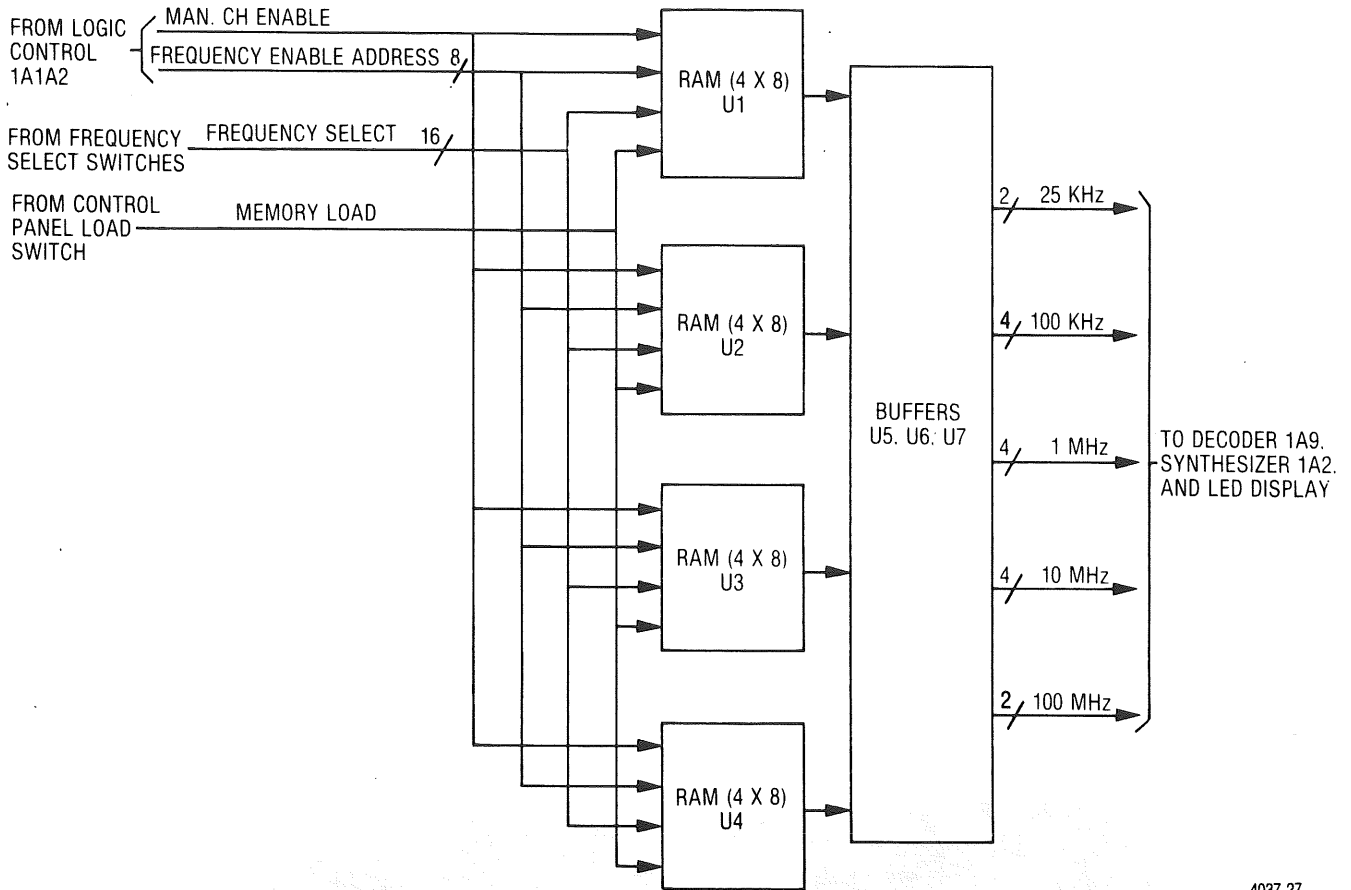 FROM LOGIC
CONTROL
1A1A2
MAN. CH ENABLE
FREQUENCY ENABLE ADDRESS 8
FROM FREQUENCY
SELECT SWITCHES
FREQUENCY SELECT 16
FROM CONTROL
PANEL LOAD
SWITCH
MEMORY LOAD
RAM (4 X 8)
U1
RAM (4 X 8)
U2
RAM (4 X 8)
U3
RAM (4 X 8)
U4
BUFFERS
U5. U6. U7
2 25 KHz
4 100 KHz
4 1 MHz
4 10 MHz
2 100 MHz
TO DECODER 1A9.
SYNTHESIZER 1A2.
AND LED DISPLAY
4037-27